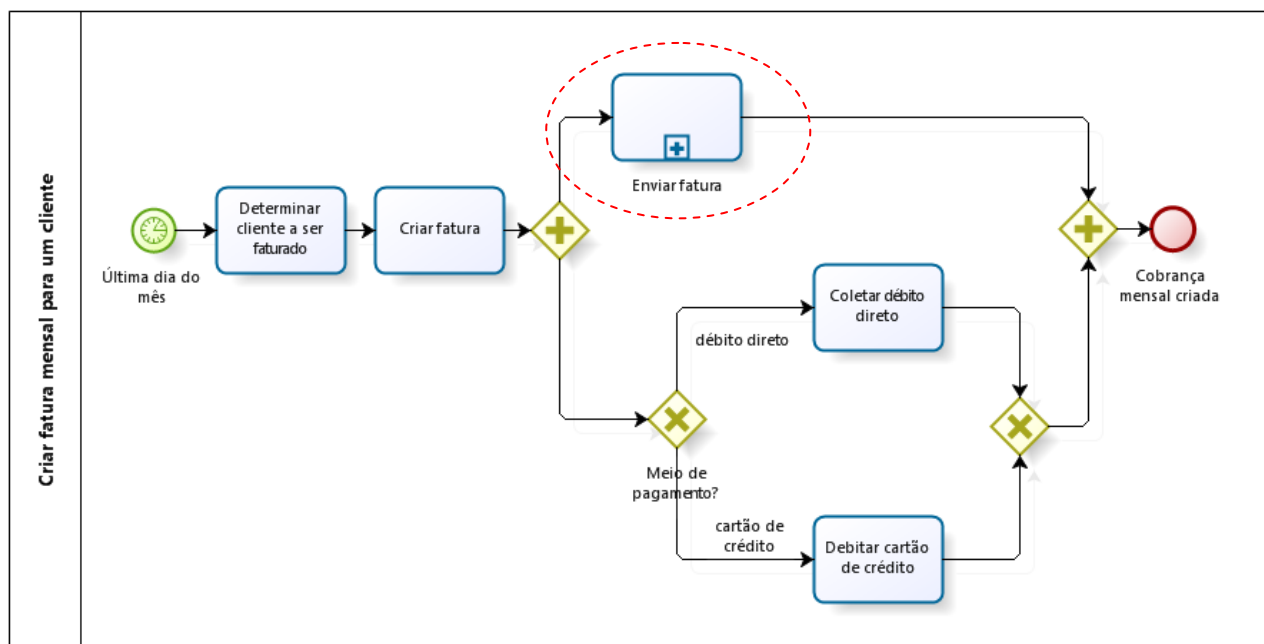 Criar fatura mensal para um cliente
Última dia do
mês
Determinar
cliente a ser
faturado
Criar fatura
Enviar fatura
Meio de
pagamento?
débito direto
Coletar débito
direto
cartão de
crédito
Debitar cartão
de crédito
Cobrança
mensal criada